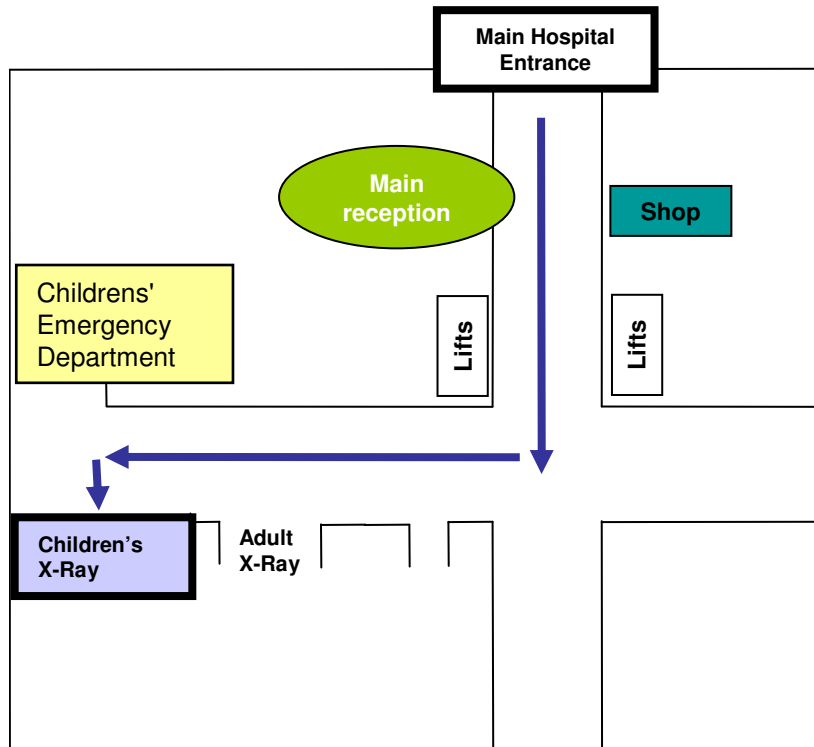 Main Hospital
Entrance
Main
reception
Shop
Childrens'
Emergency
Department
Lifts
Lifts
Children's
X-Ray
Adult
X-Ray